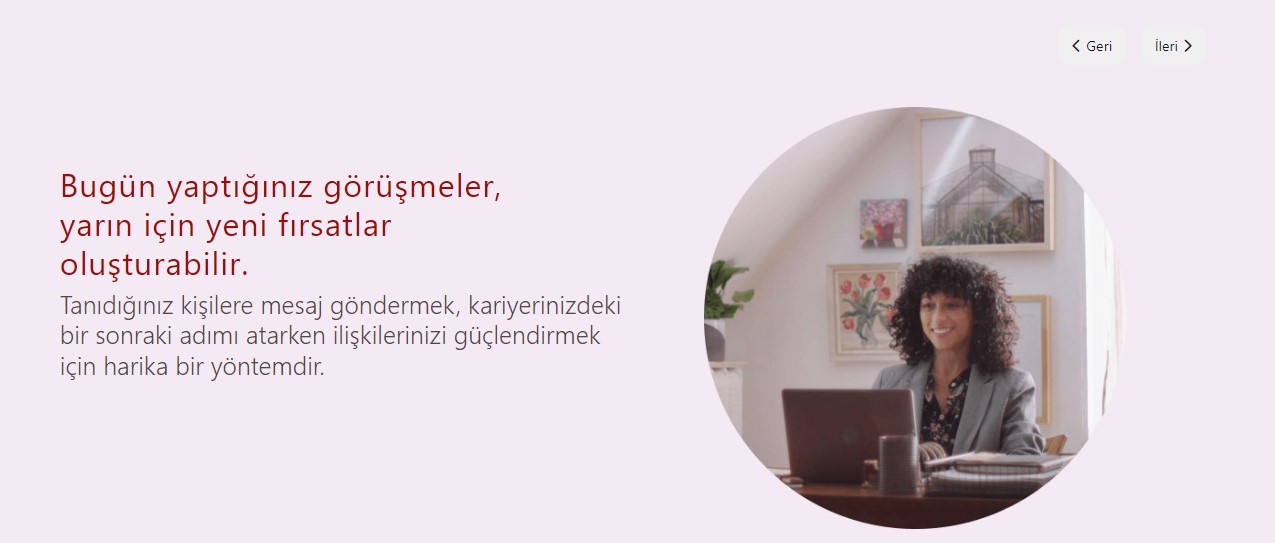 Geri
İleri
Bugün yaptığınız görüşmeler,
yarın için yeni fırsatlar
oluşturabilir.
Tanıdığınız kişilere mesaj göndermek, kariyerinizdeki
bir sonraki adımı atarken ilişkilerinizi güçlendirmek
için harika bir yöntemdir.